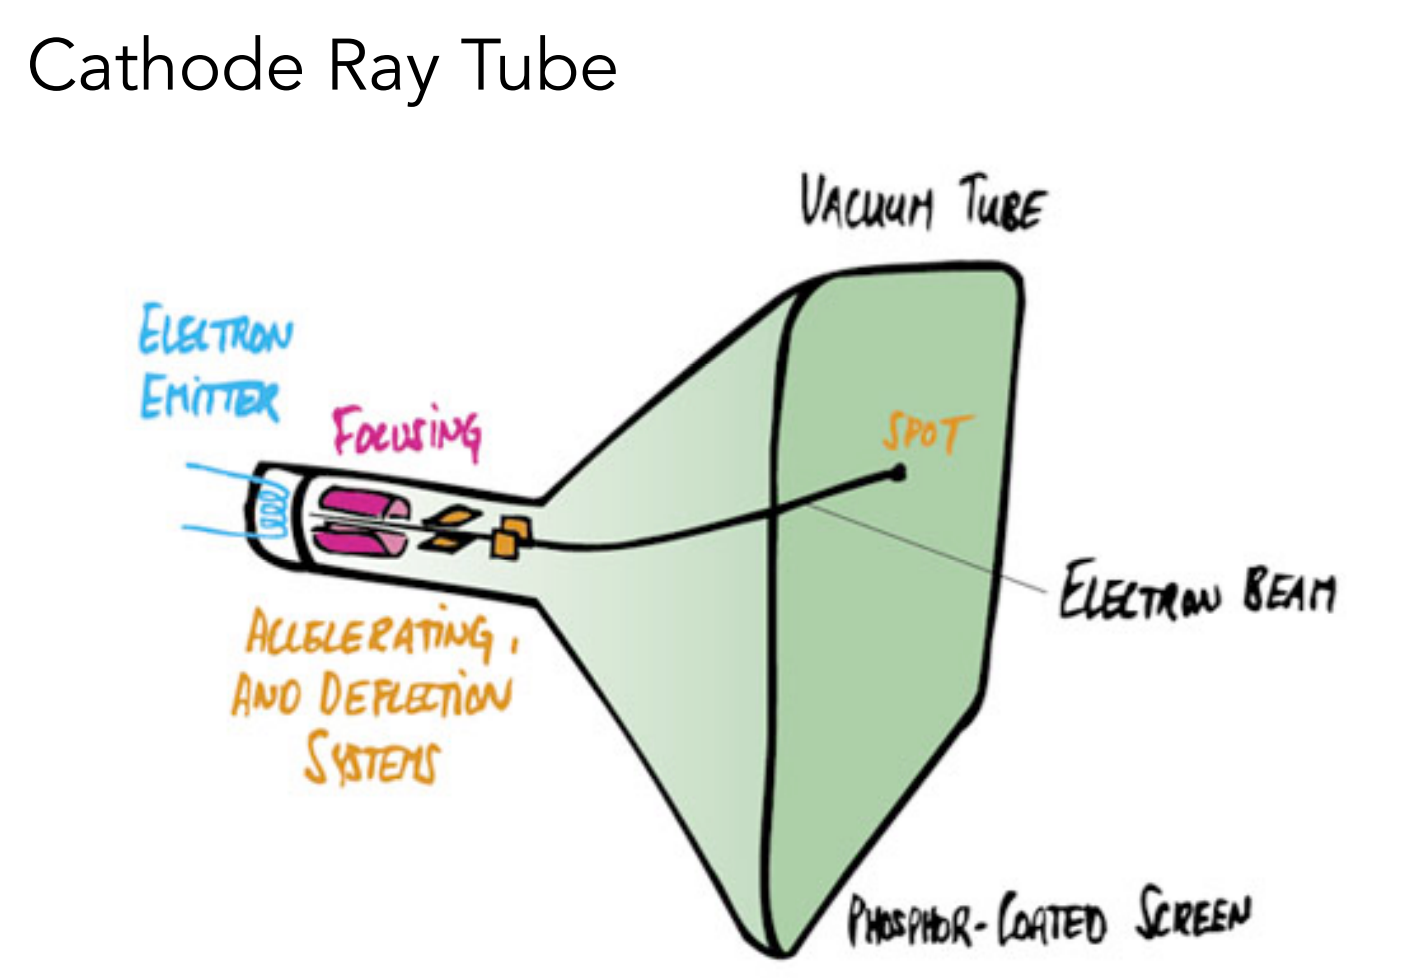 Cathode Ray Tube
VACUUM TUBE
ELECTRON
EMITTER
FOCUSING
SPOT
ELECTRON BEAM
ACCELERATING,
AND DEFLECTION
SYSTEMS
PHOSPHOR-COATED SCREEN